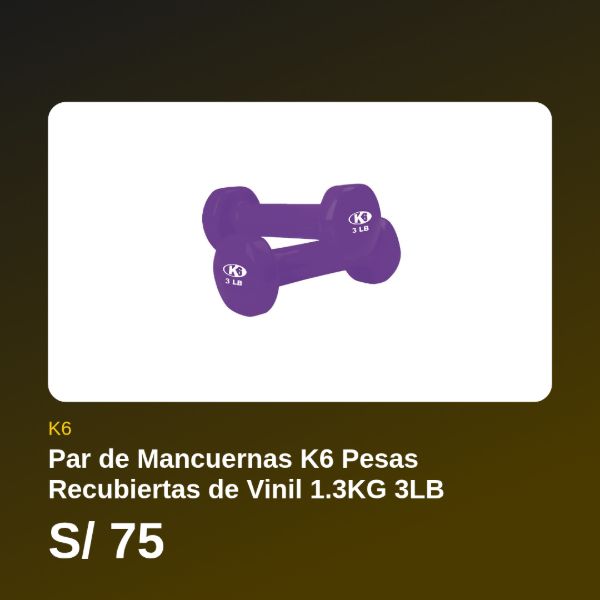 K6
3 LB
K6
3 LB
K6
Par de Mancuernas K6 Pesas
Recubiertas de Vinil 1.3KG 3LB
S/ 75